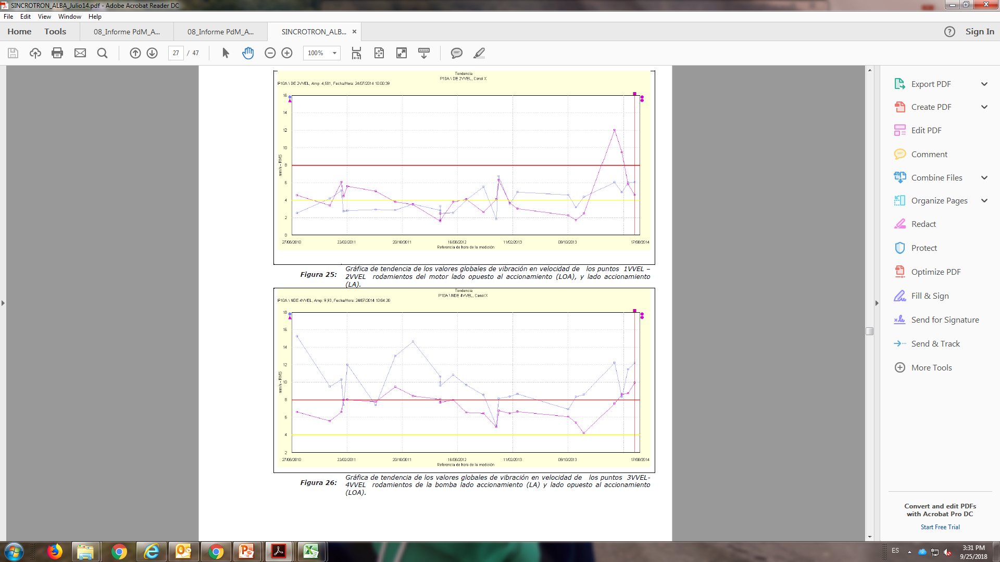 SINCROTRON_ALBA_Julio14.pdf - Adobe Acrobat Reader DC
File Edit View Window Help
Home Tools 08_Informe PdM_A... 08_Informe PdM_A... SINCROTRON_ALB... ×
Sign In
27 / 47 100%
Tendencia
P10A \ DE 2VVEL, Canal X
P10A \ DE 2VVEL, Amp: 4,581, Fecha/Hora: 24/07/2014 10:00:39
16
14
12
10
8
6
4
2
0
mm/s - RMS
27/06/2010 22/02/2011 20/10/2011 16/06/2012 11/02/2013 09/10/2013 17/08/2014
Referencia de hora de la medición
Figura 25: Gráfica de tendencia de los valores globales de vibración en velocidad de los puntos 1VVEL –
2VVEL rodamientos del motor lado opuesto al accionamiento (LOA), y lado accionamiento
(LA).
Tendencia
P10A \ NDE 4VVEL, Canal X
P10A \ NDE 4VVEL, Amp: 9,93, Fecha/Hora: 24/07/2014 10:04:20
18
16
14
12
10
8
6
4
2
mm/s - RMS
27/06/2010 22/02/2011 20/10/2011 16/06/2012 11/02/2013 09/10/2013 17/08/2014
Referencia de hora de la medición
Figura 26: Gráfica de tendencia de los valores globales de vibración en velocidad de los puntos 3VVEL-
4VVEL rodamientos de la bomba lado accionamiento (LA) y lado opuesto al accionamiento
(LOA).
Export PDF
Create PDF
Edit PDF
Comment
Combine Files
Organize Pages
Redact
Protect
Optimize PDF
Fill & Sign
Send for Signature
Send & Track
More Tools
Convert and edit PDFs
with Acrobat Pro DC
Start Free Trial
ES
3:31 PM
9/25/2018